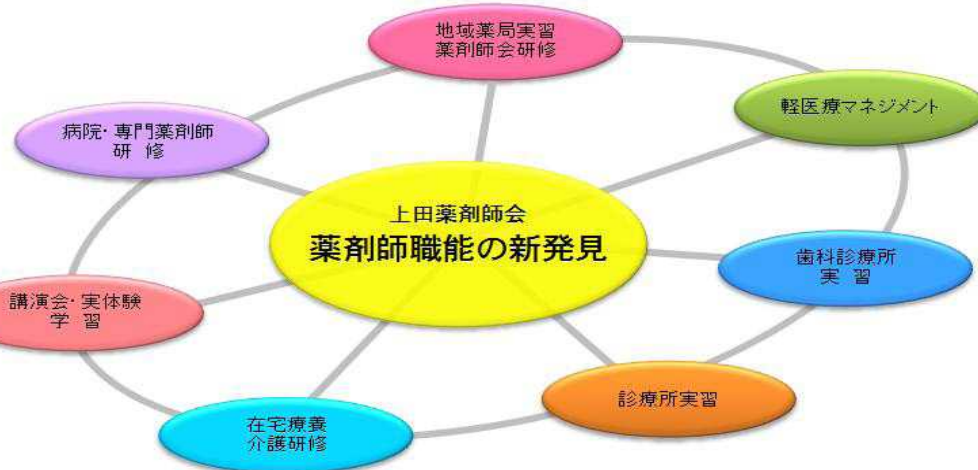 地域薬局実習
薬剤師会研修
軽医療マネジメント
病院・専門薬剤師
研 修
上田薬剤師会
薬剤師職能の新発見
歯科診療所
実 習
講演会・実体験
学 習
診療所実習
在宅療養
介護研修